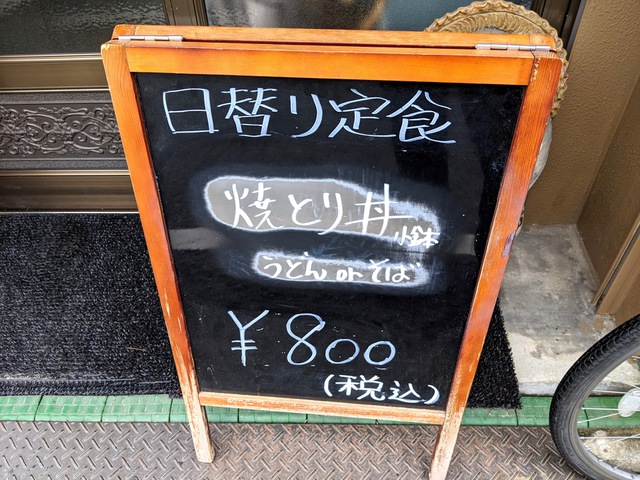 日替り定食
焼とり丼
小鉢
うどん or そば
¥800
(税込)